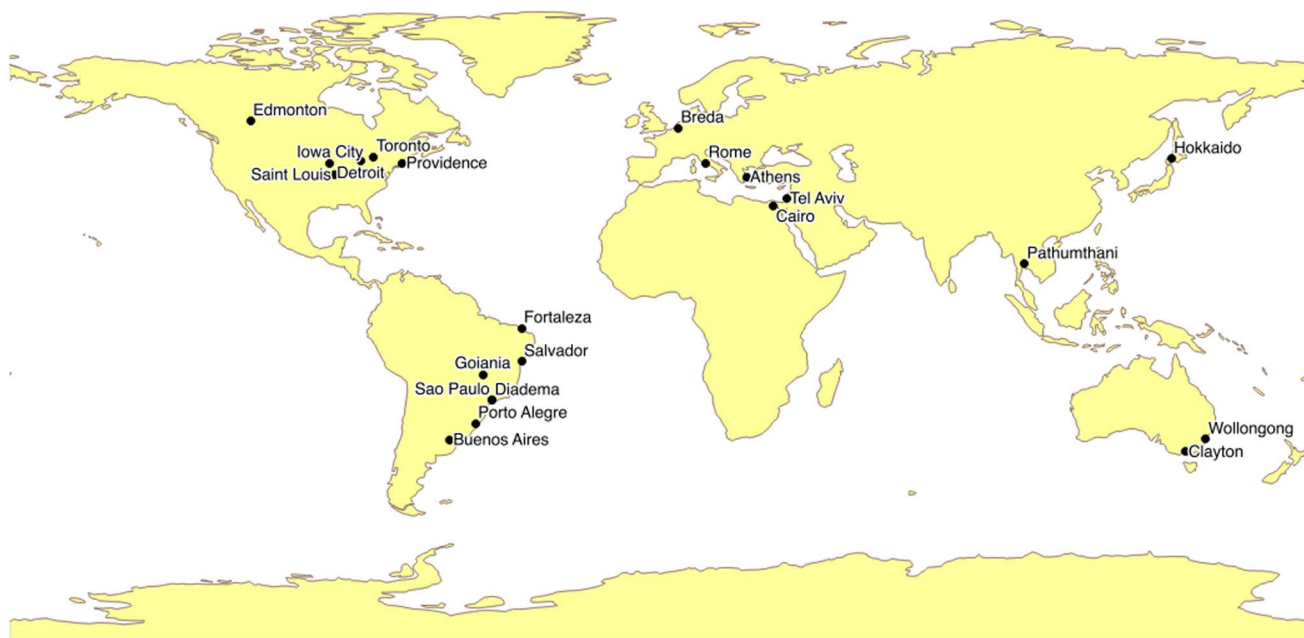 Edmonton
Breda
Toronto
Hokkaido
Iowa City
Rome
Providence
Saint Louis
Detroit
Athens
Tel Aviv
Cairo
Pathumthani
Fortaleza
Salvador
Goiania
Sao Paulo Diadema
Porto Alegre
Buenos Aires
Wollongong
Clayton